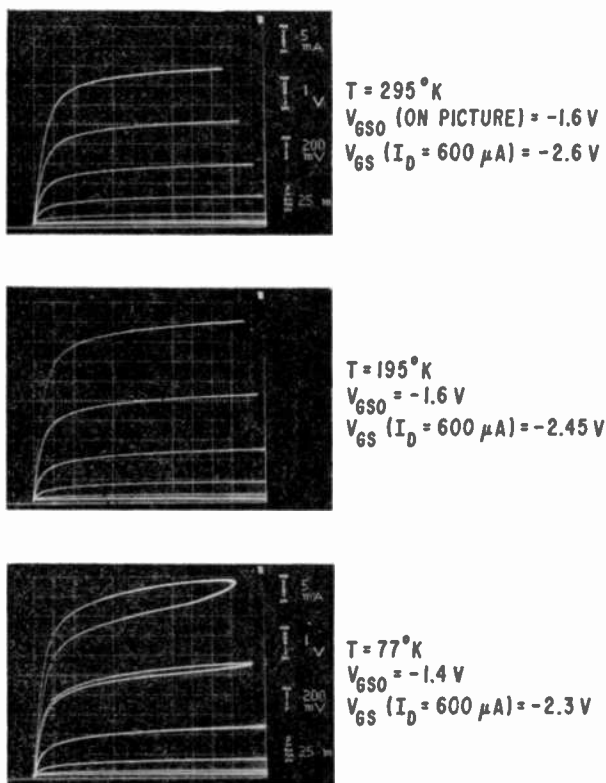 5
mA
1
V
200
mV
25 m
T = 295°K
V_GSO (ON PICTURE) = -1.6 V
V_GS (I_D = 600 μA) = -2.6 V
T = 195°K
V_GSO = -1.6 V
V_GS (I_D = 600 μA) = -2.45 V
5
mA
1
V
200
mV
25 m
T = 77°K
V_GSO = -1.4 V
V_GS (I_D = 600 μA) = -2.3 V